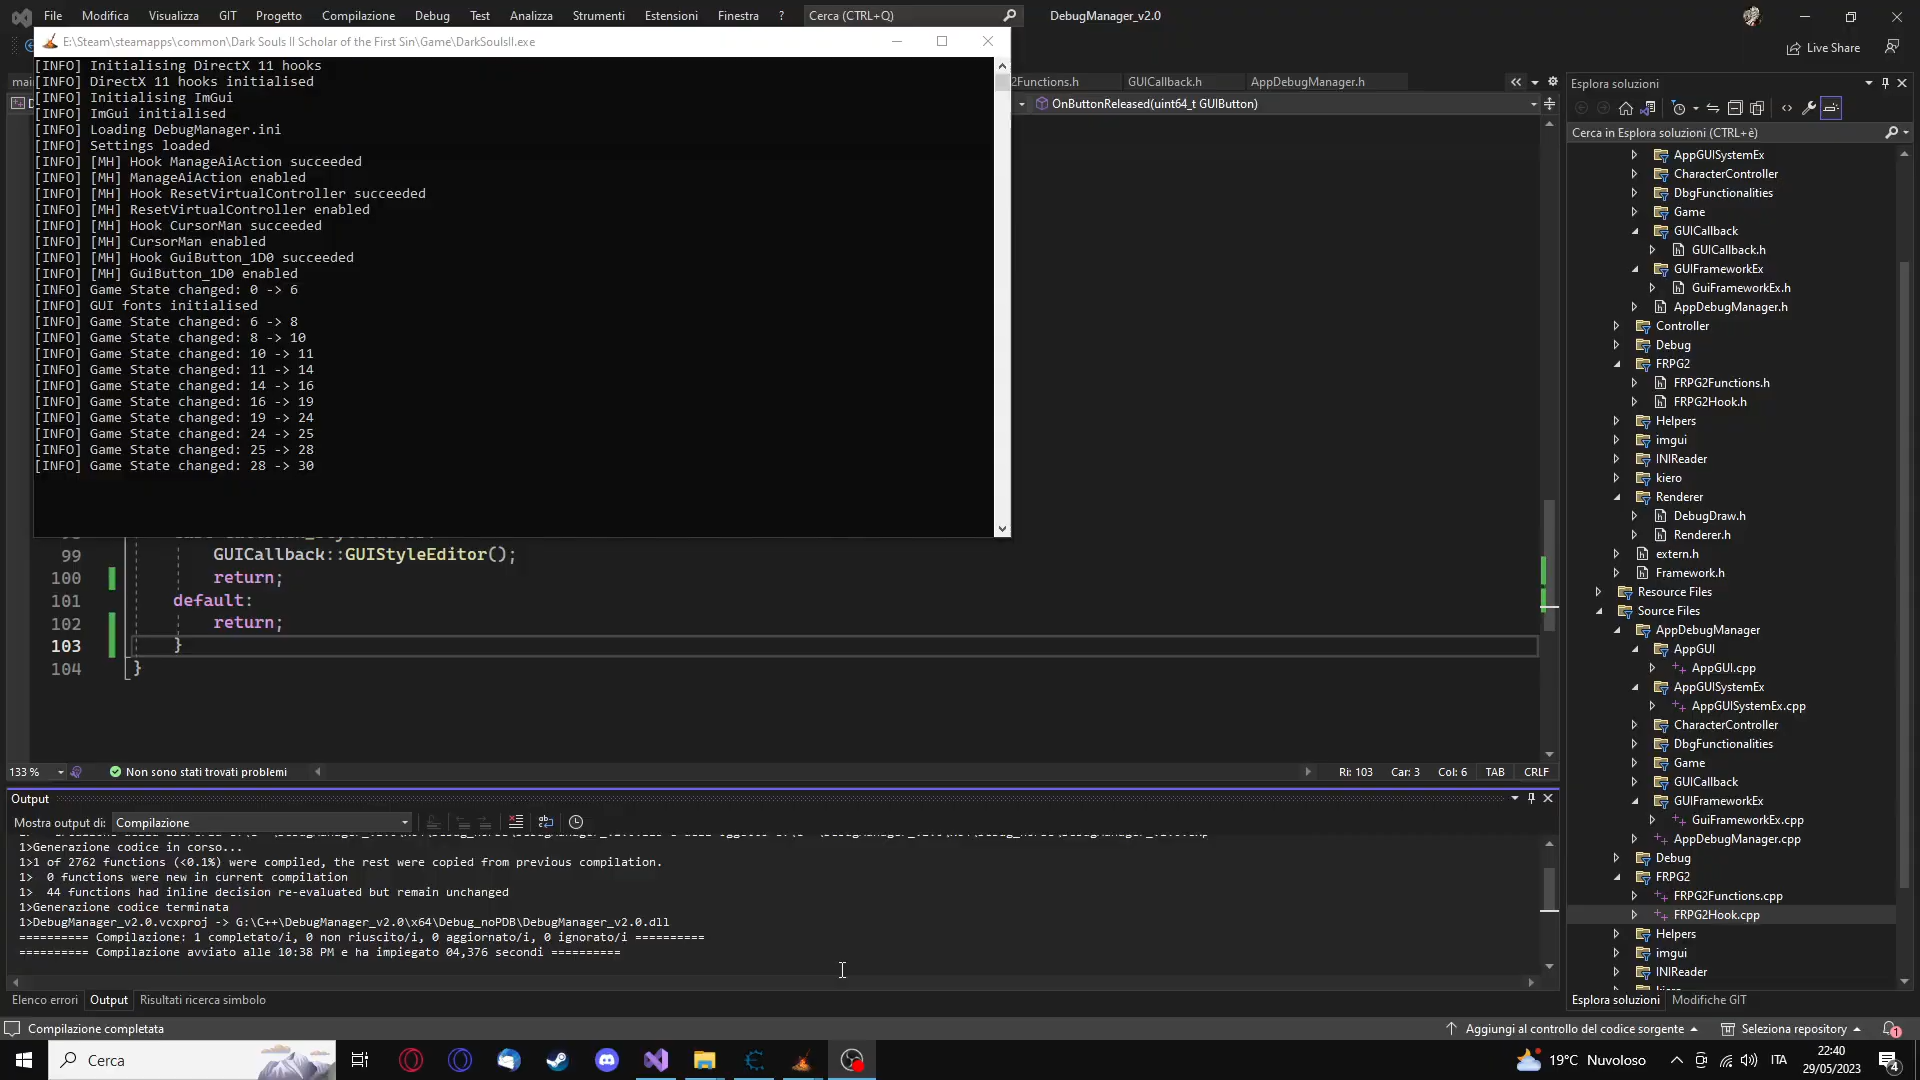 File Modifica Visualizza GIT Progetto Compilazione Debug Test Analizza Strumenti Estensioni Finestra ? Cerca (CTRL+Q) DebugManager_v2.0
Live Share
E:\Steam\steamapps\common\Dark Souls II Scholar of the First Sin\Game\DarkSoulsII.exe
[INFO] Initialising DirectX 11 hooks
[INFO] DirectX 11 hooks initialised
[INFO] Initialising ImGui
[INFO] ImGui initialised
[INFO] Loading DebugManager.ini
[INFO] Settings loaded
[INFO] [MH] Hook ManageAiAction succeeded
[INFO] [MH] ManageAiAction enabled
[INFO] [MH] Hook ResetVirtualController succeeded
[INFO] [MH] ResetVirtualController enabled
[INFO] [MH] Hook CursorMan succeeded
[INFO] [MH] CursorMan enabled
[INFO] [MH] Hook GuiButton_1D0 succeeded
[INFO] [MH] GuiButton_1D0 enabled
[INFO] Game State changed: 0 -> 6
[INFO] GUI fonts initialised
[INFO] Game State changed: 6 -> 8
[INFO] Game State changed: 8 -> 10
[INFO] Game State changed: 10 -> 11
[INFO] Game State changed: 11 -> 14
[INFO] Game State changed: 14 -> 16
[INFO] Game State changed: 16 -> 19
[INFO] Game State changed: 19 -> 24
[INFO] Game State changed: 24 -> 25
[INFO] Game State changed: 25 -> 28
[INFO] Game State changed: 28 -> 30
2Functions.h GUICallback.h AppDebugManager.h
OnButtonReleased(uint64_t GUIButton)
99 GUICallback::GUIStyleEditor();
100 return;
101 default:
102 return;
103 }
104 }
133 % Non sono stati trovati problemi Ri: 103 Car: 3 Col: 6 TAB CRLF
Output
Mostra output di: Compilazione
1>Generazione codice in corso...
1>1 of 2762 functions (<0.1%) were compiled, the rest were copied from previous compilation.
1> 0 functions were new in current compilation
1> 44 functions had inline decision re-evaluated but remain unchanged
1>Generazione codice terminata
1>DebugManager_v2.0.vcxproj -> G:\C++\DebugManager_v2.0\x64\Debug_noPDB\DebugManager_v2.0.dll
========== Compilazione: 1 completato/i, 0 non riuscito/i, 0 aggiornato/i, 0 ignorato/i ==========
========== Compilazione avviato alle 10:38 PM e ha impiegato 04,376 secondi ==========
Elenco errori Output Risultati ricerca simbolo
Esplora soluzioni
Cerca in Esplora soluzioni (CTRL+è)
AppGUISystemEx
CharacterController
DbgFunctionalities
Game
GUICallback
GUICallback.h
GUIFrameworkEx
GuiFrameworkEx.h
AppDebugManager.h
Controller
Debug
FRPG2
FRPG2Functions.h
FRPG2Hook.h
Helpers
imgui
INIReader
kiero
Renderer
DebugDraw.h
Renderer.h
extern.h
Framework.h
Resource Files
Source Files
AppDebugManager
AppGUI
AppGUI.cpp
AppGUISystemEx
AppGUISystemEx.cpp
CharacterController
DbgFunctionalities
Game
GUICallback
GUIFrameworkEx
GuiFrameworkEx.cpp
AppDebugManager.cpp
Debug
FRPG2
FRPG2Functions.cpp
FRPG2Hook.cpp
Helpers
imgui
INIReader
Esplora soluzioni Modifiche GIT
Compilazione completata Aggiungi al controllo del codice sorgente Seleziona repository 1
Cerca 19°C Nuvoloso ITA 22:40
29/05/2023 4